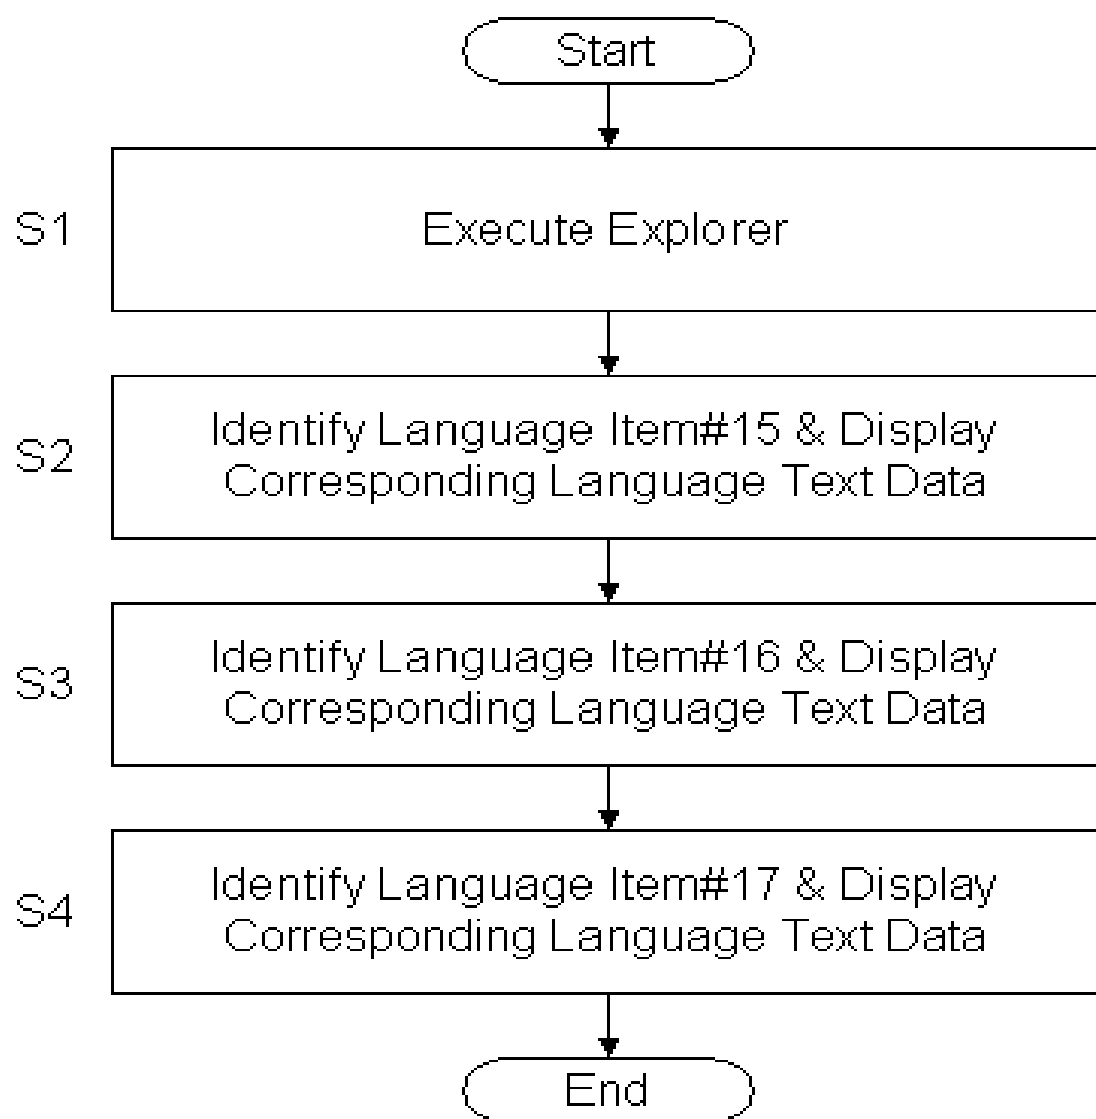 Start
S1
Execute Explorer
S2
Identify Language Item#15 & Display
Corresponding Language Text Data
S3
Identify Language Item#16 & Display
Corresponding Language Text Data
S4
Identify Language Item#17 & Display
Corresponding Language Text Data
End